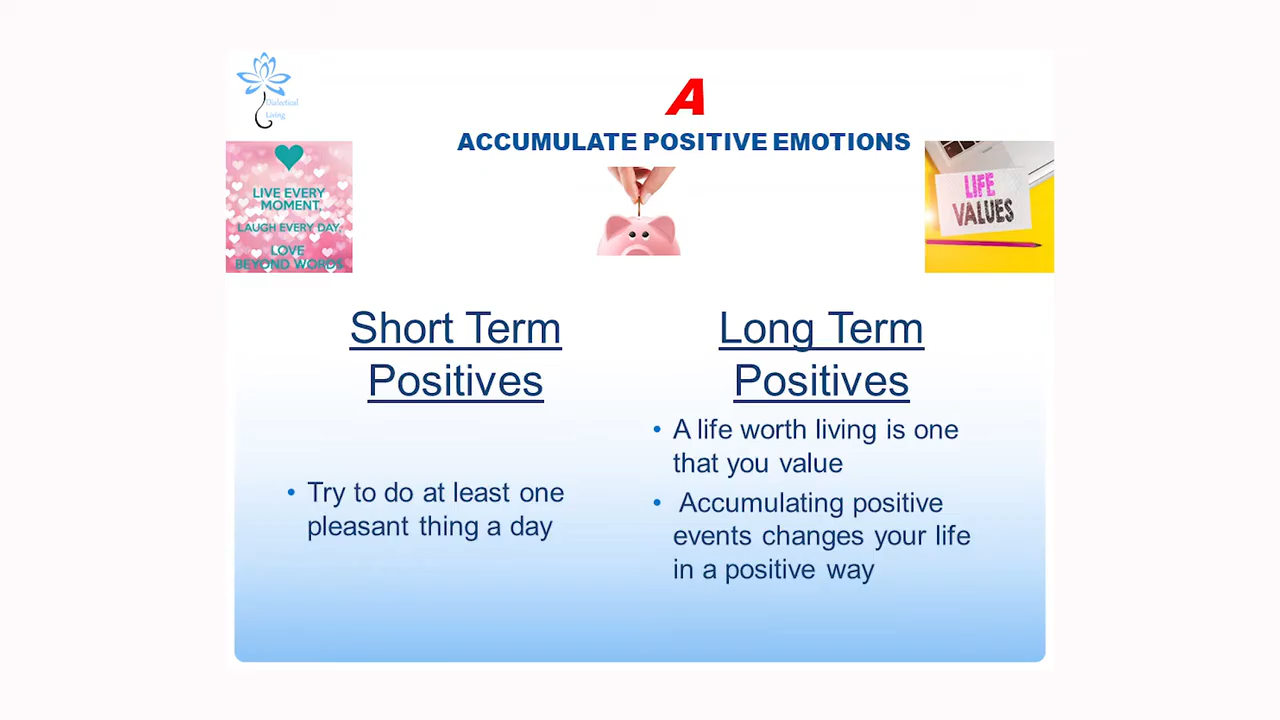 Dialectical
Living
A
ACCUMULATE POSITIVE EMOTIONS
LIVE EVERY
MOMENT,
LAUGH EVERY DAY,
LOVE
BEYOND WORDS
LIFE
VALUES
Short Term
Positives
• Try to do at least one
pleasant thing a day
Long Term
Positives
• A life worth living is one
that you value
• Accumulating positive
events changes your life
in a positive way